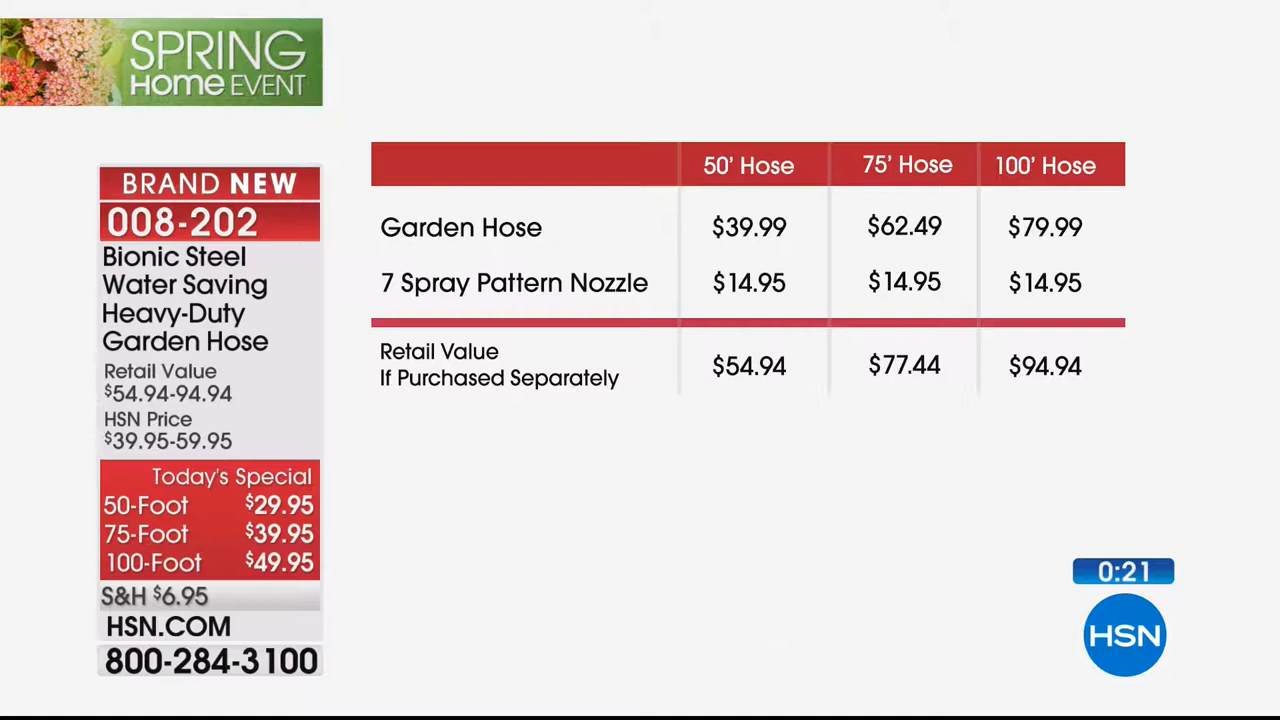 SPRING
Home EVENT
BRAND NEW
008-202
Bionic Steel
Water Saving
Heavy-Duty
Garden Hose
Retail Value
$54.94-94.94
HSN Price
$39.95-59.95
Today's Special
50-Foot $29.95
75-Foot $39.95
100-Foot $49.95
S&H $6.95
HSN.COM
800-284-3100
50’ Hose 75’ Hose 100’ Hose
Garden Hose $39.99 $62.49 $79.99
7 Spray Pattern Nozzle $14.95 $14.95 $14.95
Retail Value
If Purchased Separately $54.94 $77.44 $94.94
0:21
HSN